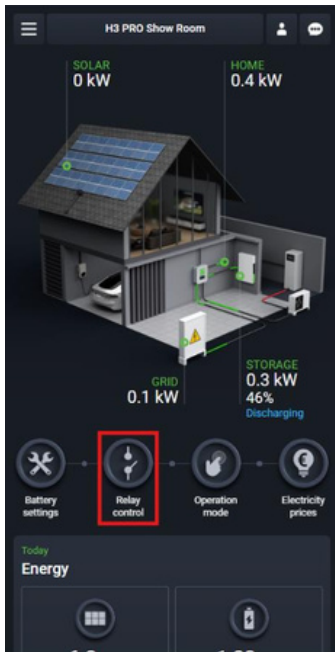 H3 PRO Show Room
SOLAR
0 kW
HOME
0.4 kW
GRID
0.1 kW
STORAGE
0.3 kW
46%
Discharging
Battery
settings
Relay
control
Operation
mode
Electricity
prices
Today
Energy